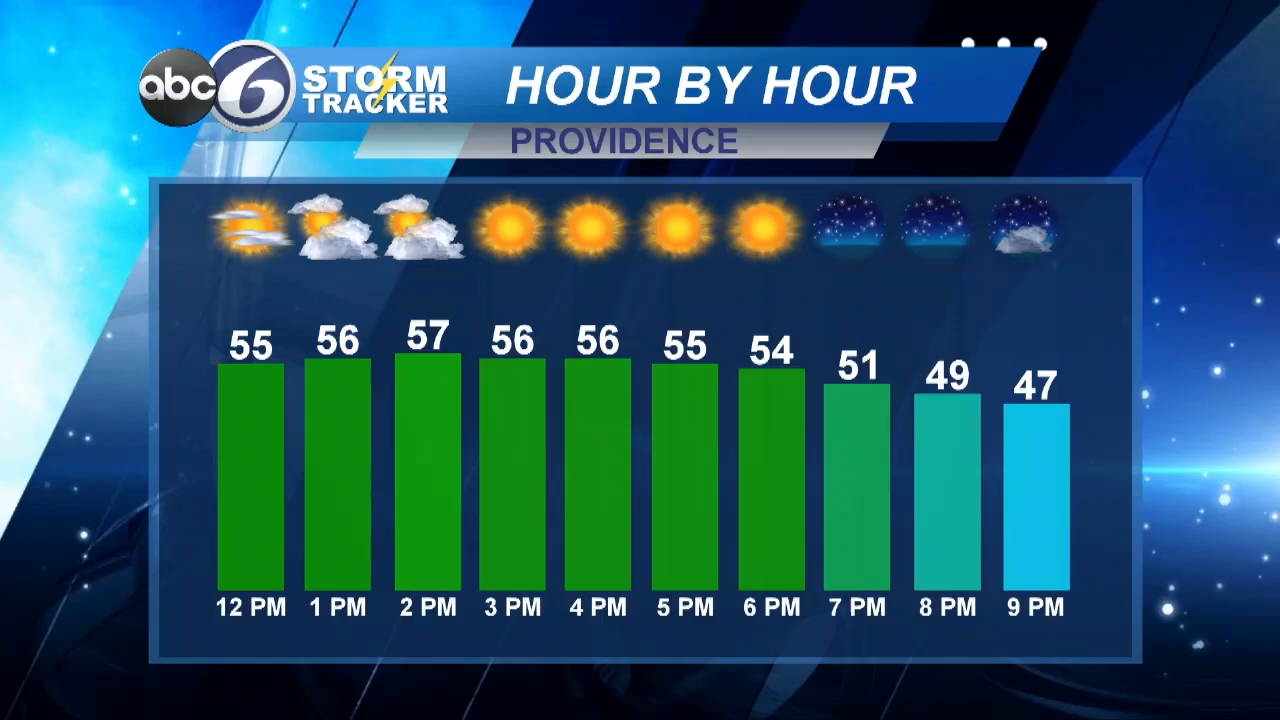 abc 6 STORM TRACKER
HOUR BY HOUR
PROVIDENCE
55 56 57 56 56 55 54 51 49 47
12 PM 1 PM 2 PM 3 PM 4 PM 5 PM 6 PM 7 PM 8 PM 9 PM